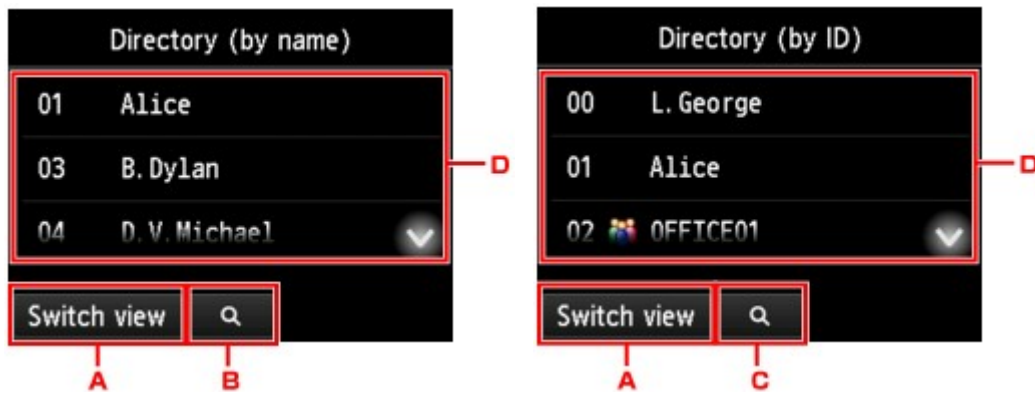 Directory (by name)
01 Alice
03 B.Dylan
04 D.V.Michael
Switch view
A
B
D
Directory (by ID)
00 L.George
01 Alice
02 OFFICE01
Switch view
A
C
D